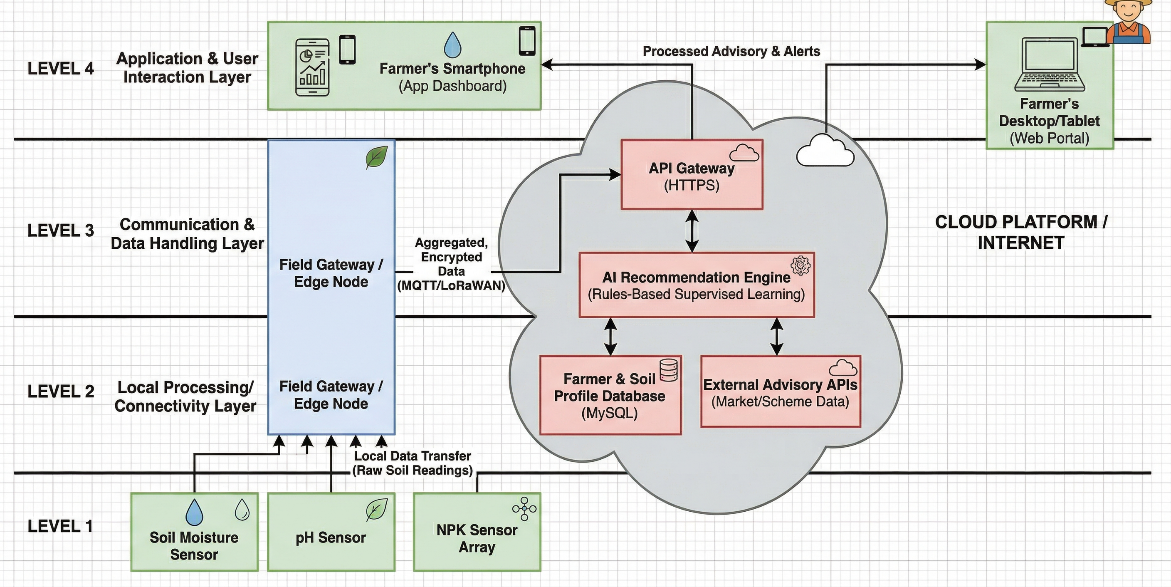 LEVEL 4
Application & User
Interaction Layer
Farmer's Smartphone
(App Dashboard)
Processed Advisory & Alerts
Farmer's
Desktop/Tablet
(Web Portal)
LEVEL 3
Communication &
Data Handling Layer
Field Gateway /
Edge Node
Aggregated,
Encrypted
Data
(MQTT/LoRaWAN)
API Gateway
(HTTPS)
AI Recommendation Engine
(Rules-Based Supervised Learning)
CLOUD PLATFORM /
INTERNET
LEVEL 2
Local Processing/
Connectivity Layer
Field Gateway /
Edge Node
Farmer & Soil
Profile Database
(MySQL)
External Advisory APIs
(Market/Scheme Data)
Local Data Transfer
(Raw Soil Readings)
LEVEL 1
Soil Moisture
Sensor
pH Sensor
NPK Sensor
Array